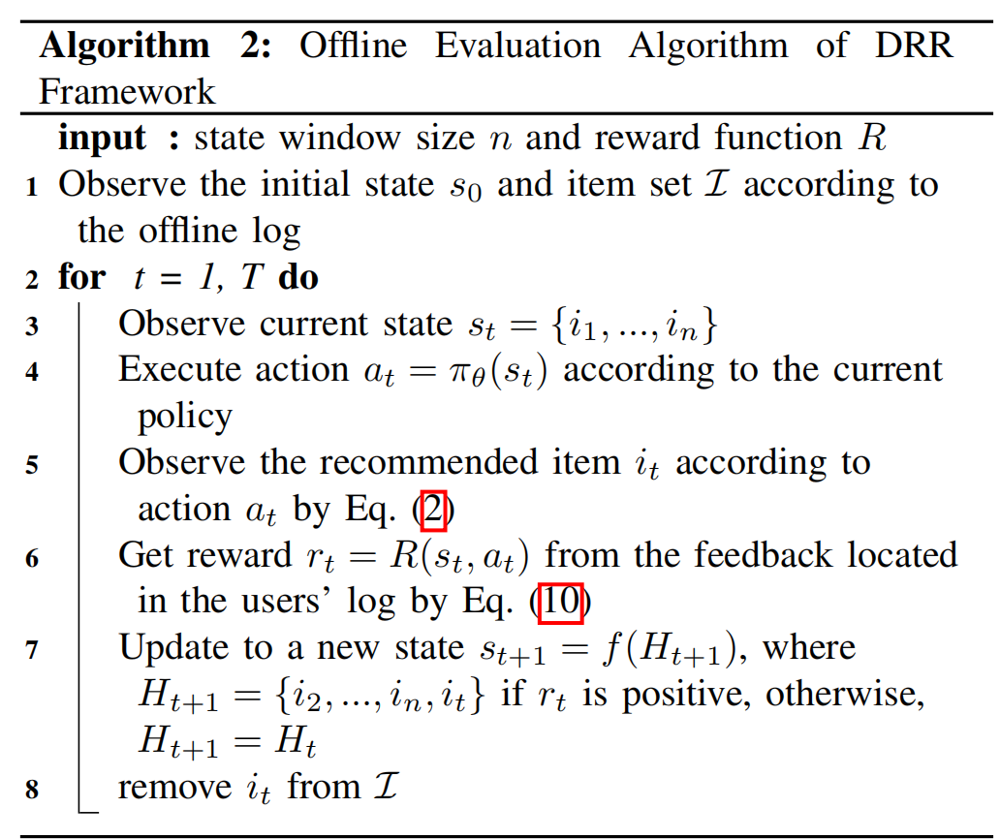 Algorithm 2: Offline Evaluation Algorithm of DRR
Framework
input : state window size n and reward function R
1 Observe the initial state s_0 and item set ℐ according to
the offline log
2 for t = 1, T do
3 Observe current state s_t = {i_1, ..., i_n}
4 Execute action a_t = π_θ(s_t) according to the current
policy
5 Observe the recommended item i_t according to
action a_t by Eq. (2)
6 Get reward r_t = R(s_t, a_t) from the feedback located
in the users' log by Eq. (10)
7 Update to a new state s_{t+1} = f(H_{t+1}), where
H_{t+1} = {i_2, ..., i_n, i_t} if r_t is positive, otherwise,
H_{t+1} = H_t
8 remove i_t from ℐ